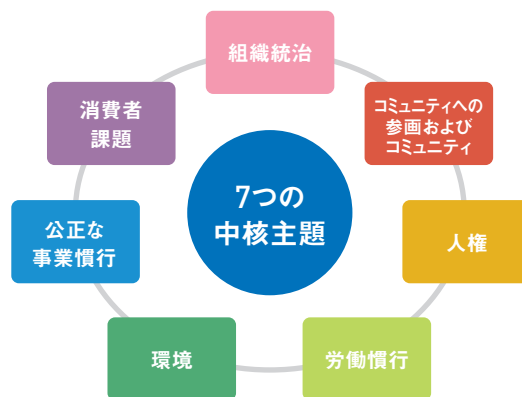 組織統治
コミュニティへの
参画および
コミュニティ
人権
労働慣行
環境
公正な
事業慣行
消費者
課題
7つの
中核主題